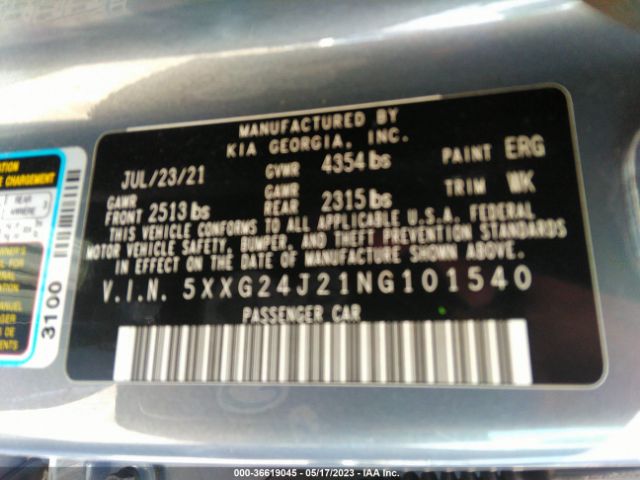 MANUFACTURED BY
KIA GEORGIA, INC.
JUL/23/21 GVWR 4354 lbs PAINT ERG
GAWR FRONT 2513 lbs GAWR REAR 2315 lbs TRIM WK
THIS VEHICLE CONFORMS TO ALL APPLICABLE U.S.A. FEDERAL
MOTOR VEHICLE SAFETY, BUMPER, AND THEFT PREVENTION STANDARDS
IN EFFECT ON THE DATE OF MANUFACTURE SHOWN ABOVE.
V.I.N. 5XXG24J21NG101540
PASSENGER CAR
CHARGEMENT
REAR
ARRIÈRE
3100
000-36619045 - 05/17/2023 - IAA Inc.